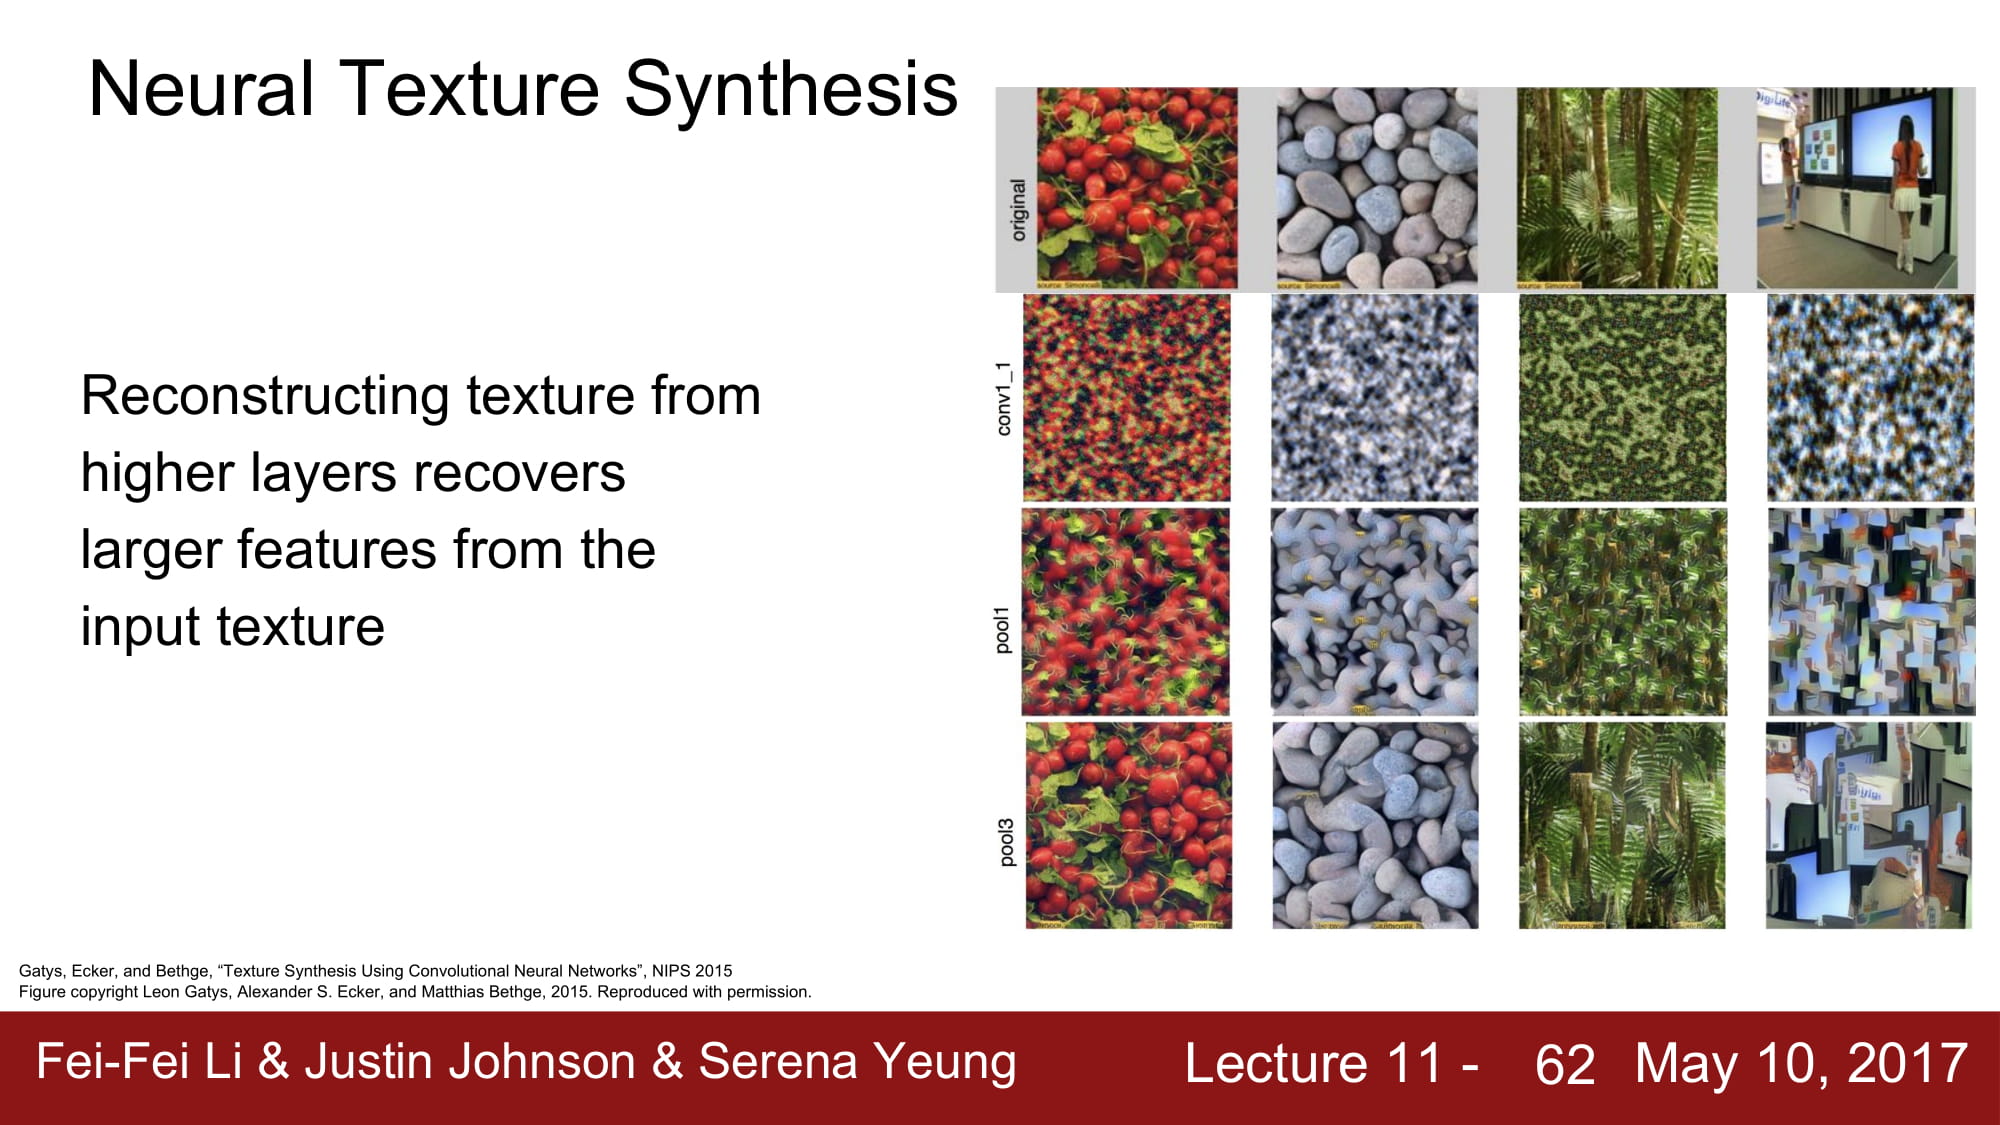 Neural Texture Synthesis
Reconstructing texture from
higher layers recovers
larger features from the
input texture
original
DigiLife
source: Simoncelli
source: Simoncelli
source: Simoncelli
conv1_1
pool1
pool3
Gatys, Ecker, and Bethge, “Texture Synthesis Using Convolutional Neural Networks”, NIPS 2015
Figure copyright Leon Gatys, Alexander S. Ecker, and Matthias Bethge, 2015. Reproduced with permission.
Fei-Fei Li & Justin Johnson & Serena Yeung
Lecture 11 - 62 May 10, 2017